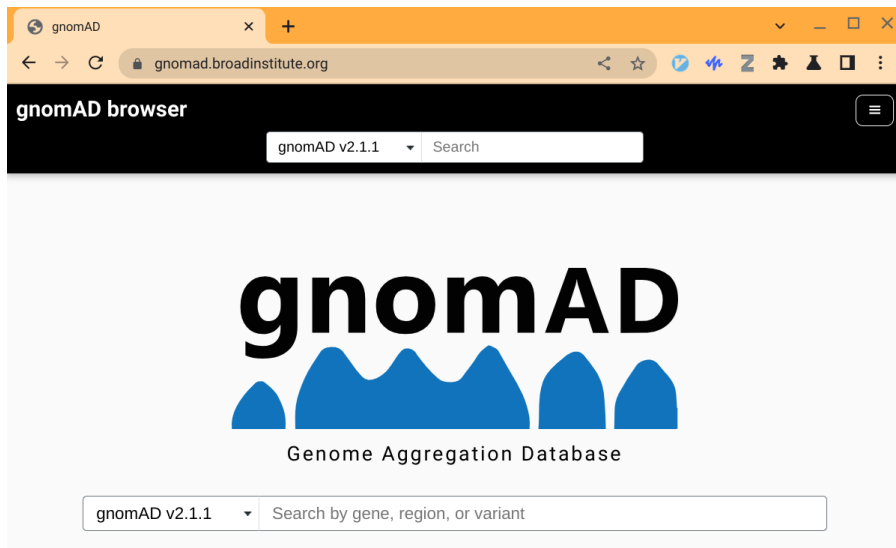 gnomAD
gnomad.broadinstitute.org
gnomAD browser
gnomAD v2.1.1 Search
gnomAD
Genome Aggregation Database
gnomAD v2.1.1 Search by gene, region, or variant